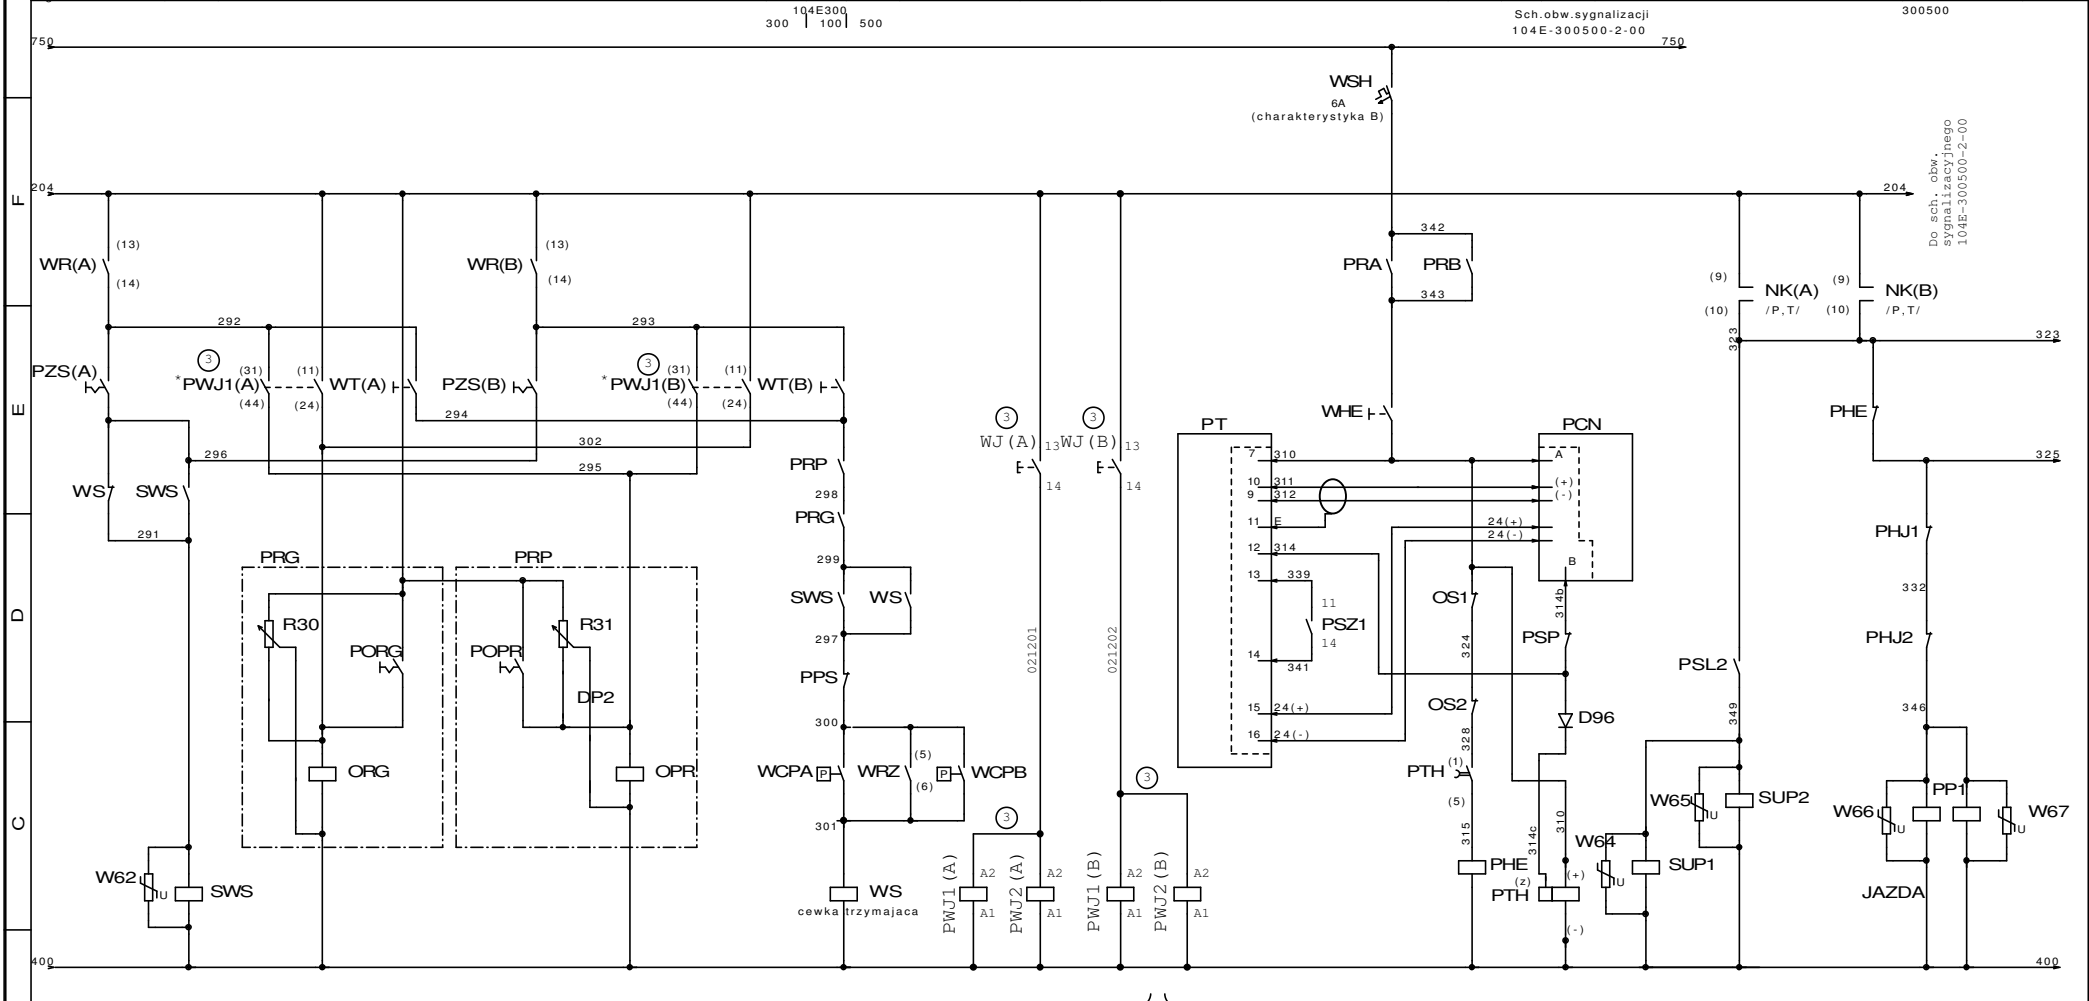 104E300
300 | 100 | 500
Sch.obw.sygnalizacji
104E-300500-2-00
300500
750
750
WSH
6A
(charakterystyka B)
Do sch. obw.
sygnalizacyjnego
104E-300500-2-00
F
204
204
(13)
WR(A)
(14)
(13)
WR(B)
(14)
342
PRA
PRB
343
(9)
NK(A)
(10)
/P,T/
(9)
NK(B)
(10)
/P,T/
323
323
292
293
E
PZS(A)
3
*PWJ1(A)
(31)
(44)
(11)
(24)
WT(A)
PZS(B)
3
*PWJ1(B)
(31)
(44)
(11)
(24)
WT(B)
294
302
296
295
3
WJ(A)
13
14
3
WJ(B)
13
14
WHE
PHE
325
PT
PCN
7
310
A
10
311
(+)
9
312
(-)
11
E
24(+)
24(-)
12
314
B
13
339
11
PSZ1
14
14
341
15
24(+)
16
24(-)
WS
SWS
291
PRP
298
PRG
299
SWS
WS
297
PPS
300
D
PRG
R30
PORG
ORG
PRP
POPR
R31
DP2
OPR
021201
021202
OS1
324
OS2
328
314b
PSP
D96
PSL2
349
PHJ1
332
PHJ2
346
C
WCPA
P
WRZ
(5)
(6)
P
WCPB
301
3
3
PTH
(1)
(5)
315
314c
310
W65
U
SUP2
W64
U
SUP1
W66
U
PP1
W67
U
JAZDA
W62
U
SWS
WS
cewka trzymajaca
PWJ1(A)
A2
A1
PWJ2(A)
A2
A1
PWJ1(B)
A2
A1
PWJ2(B)
A2
A1
PHE
(z)
PTH
(+)
(-)
400
400